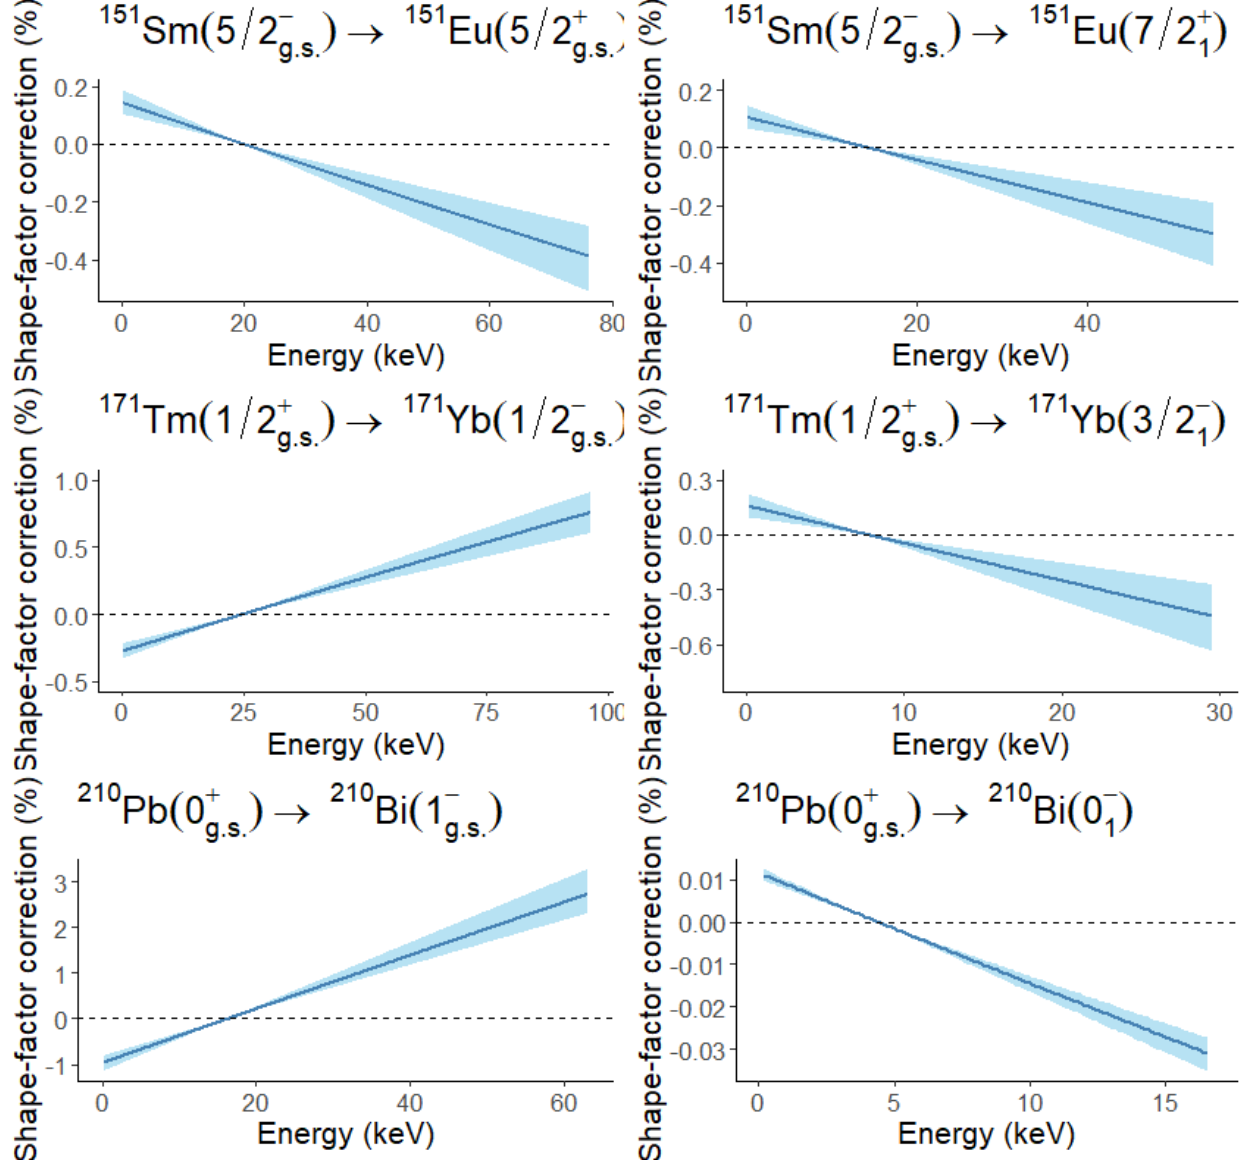 ¹⁵¹Sm(5/2⁻g.s.) → ¹⁵¹Eu(5/2⁺g.s.)
Shape-factor correction (%)
0.2
0.0
-0.2
-0.4
0 20 40 60 80
Energy (keV)
¹⁵¹Sm(5/2⁻g.s.) → ¹⁵¹Eu(7/2⁺₁)
Shape-factor correction (%)
0.2
0.0
-0.2
-0.4
0 20 40
Energy (keV)
¹⁷¹Tm(1/2⁺g.s.) → ¹⁷¹Yb(1/2⁻g.s.)
Shape-factor correction (%)
1.0
0.5
0.0
-0.5
0 25 50 75 100
Energy (keV)
¹⁷¹Tm(1/2⁺g.s.) → ¹⁷¹Yb(3/2⁻₁)
Shape-factor correction (%)
0.3
0.0
-0.3
-0.6
0 10 20 30
Energy (keV)
²¹⁰Pb(0⁺g.s.) → ²¹⁰Bi(1⁻g.s.)
Shape-factor correction (%)
3
2
1
0
-1
0 20 40 60
Energy (keV)
²¹⁰Pb(0⁺g.s.) → ²¹⁰Bi(0⁻₁)
Shape-factor correction (%)
0.01
0.00
-0.01
-0.02
-0.03
0 5 10 15
Energy (keV)